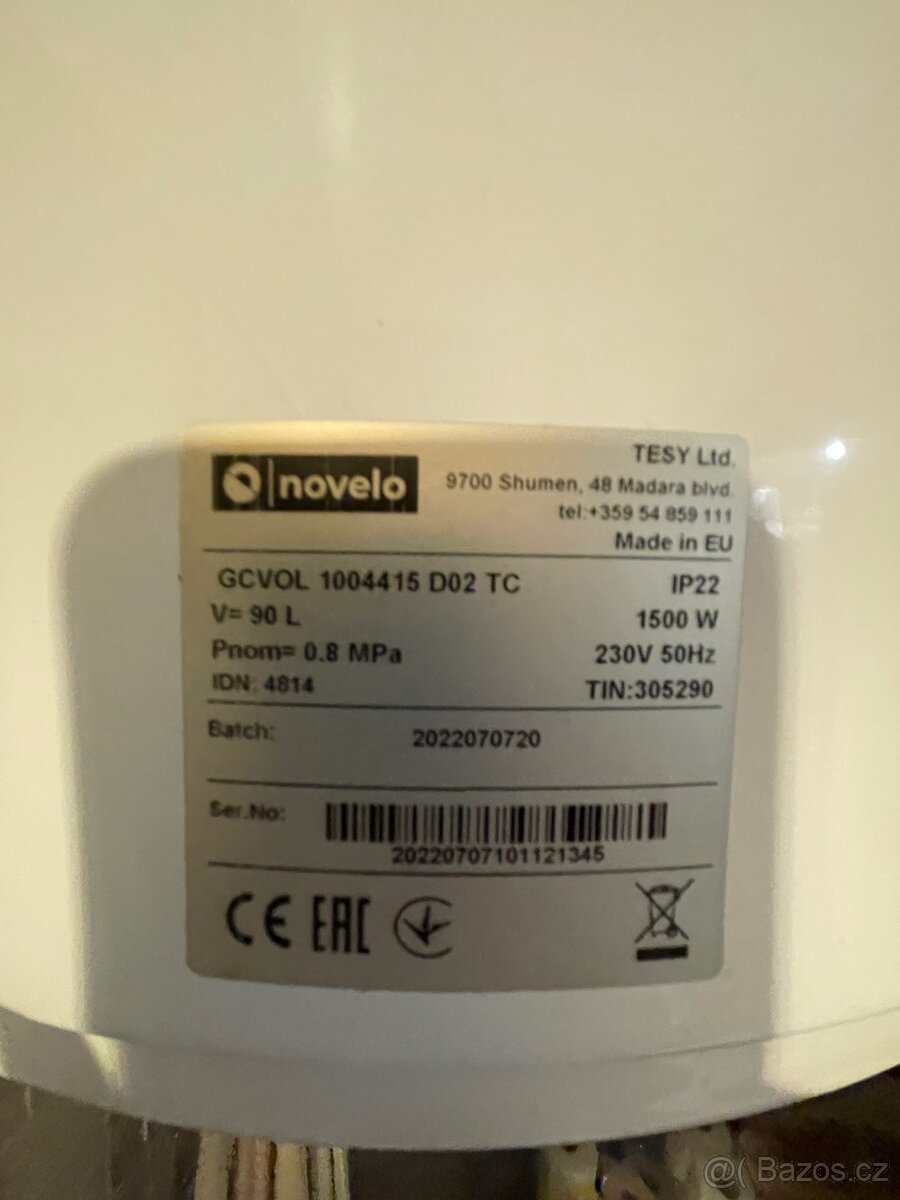 novelo
TESY Ltd.
9700 Shumen, 48 Madara blvd.
tel:+359 54 859 111
Made in EU
GCVOL 1004415 D02 TC IP22
V= 90 L 1500 W
Pnom= 0.8 MPa 230V 50Hz
IDN: 4814 TIN:305290
Batch: 2022070720
Ser.No:
20220707101121345
CE EAC
@( Bazos.cz